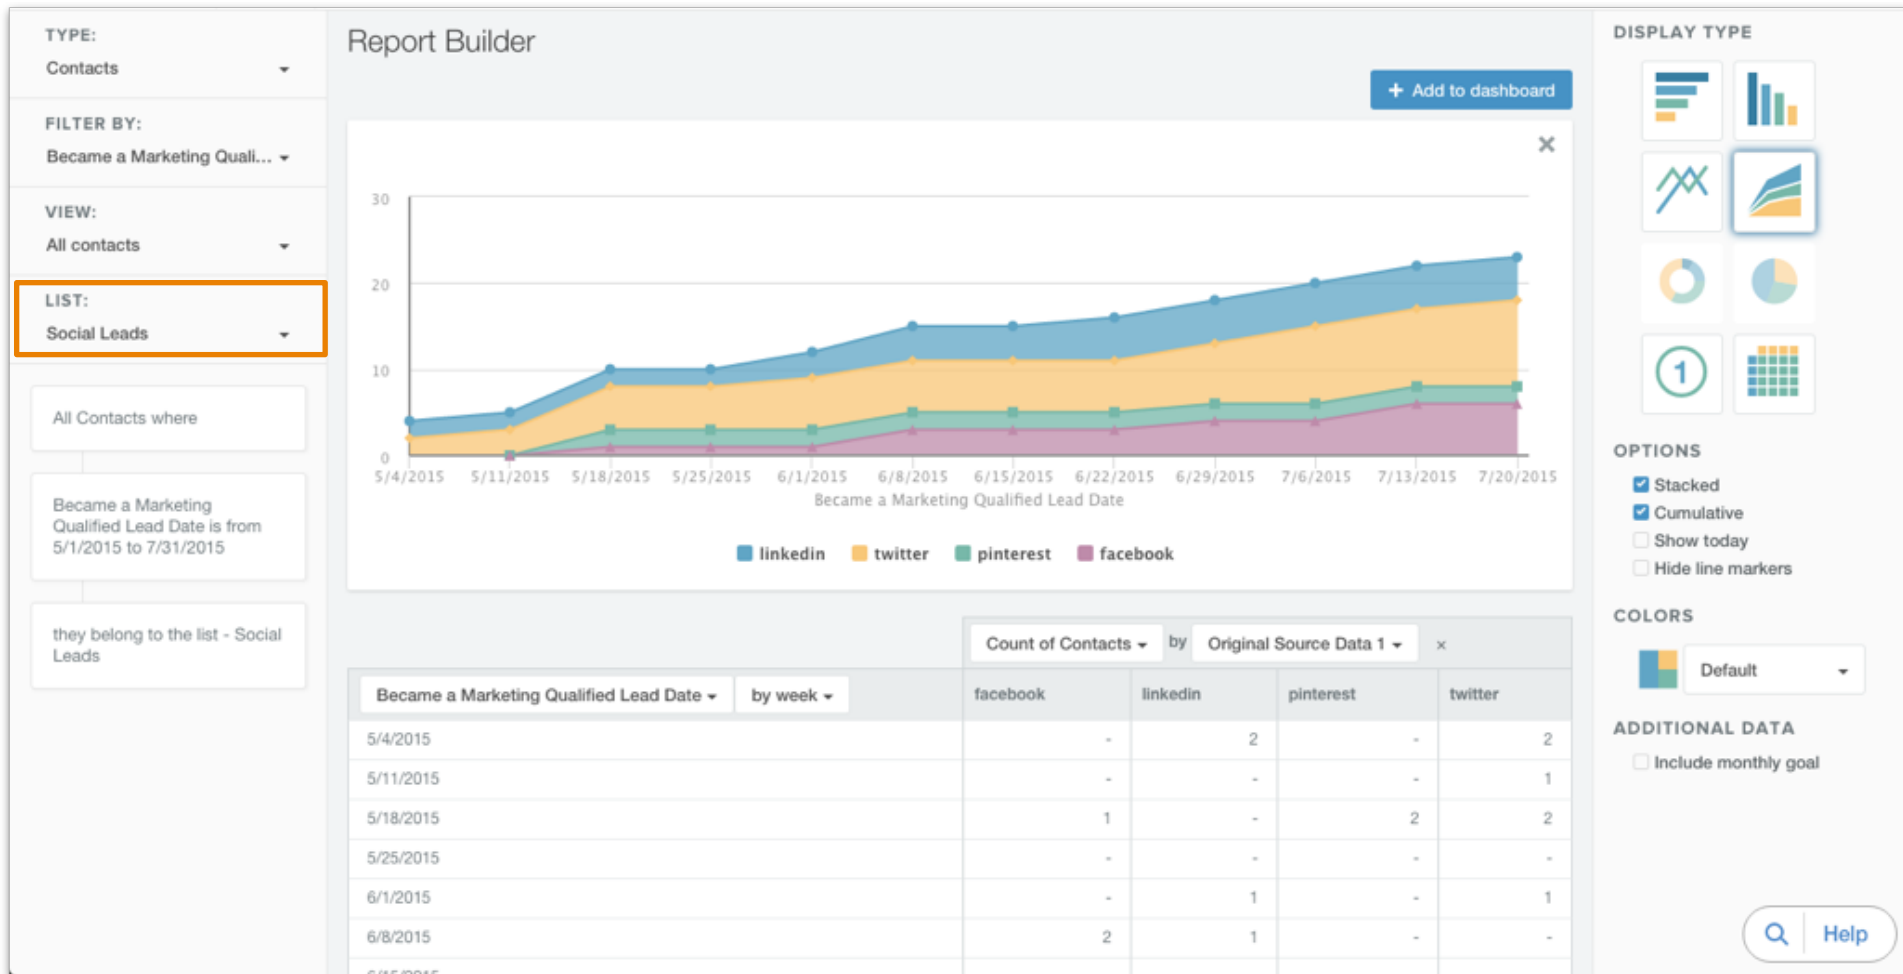 TYPE:
Contacts
FILTER BY:
Became a Marketing Quali...
VIEW:
All contacts
LIST:
Social Leads
All Contacts where
Became a Marketing
Qualified Lead Date is from
5/1/2015 to 7/31/2015
they belong to the list - Social
Leads
Report Builder
+ Add to dashboard
30
20
10
0
5/4/2015 5/11/2015 5/18/2015 5/25/2015 6/1/2015 6/8/2015 6/15/2015 6/22/2015 6/29/2015 7/6/2015 7/13/2015 7/20/2015
Became a Marketing Qualified Lead Date
linkedin twitter pinterest facebook
Count of Contacts by Original Source Data 1 ×
Became a Marketing Qualified Lead Date by week facebook linkedin pinterest twitter
5/4/2015 - 2 - 2
5/11/2015 - - - 1
5/18/2015 1 - 2 2
5/25/2015 - - - -
6/1/2015 - 1 - 1
6/8/2015 2 1 - -
DISPLAY TYPE
1
OPTIONS
Stacked
Cumulative
Show today
Hide line markers
COLORS
Default
ADDITIONAL DATA
Include monthly goal
Help